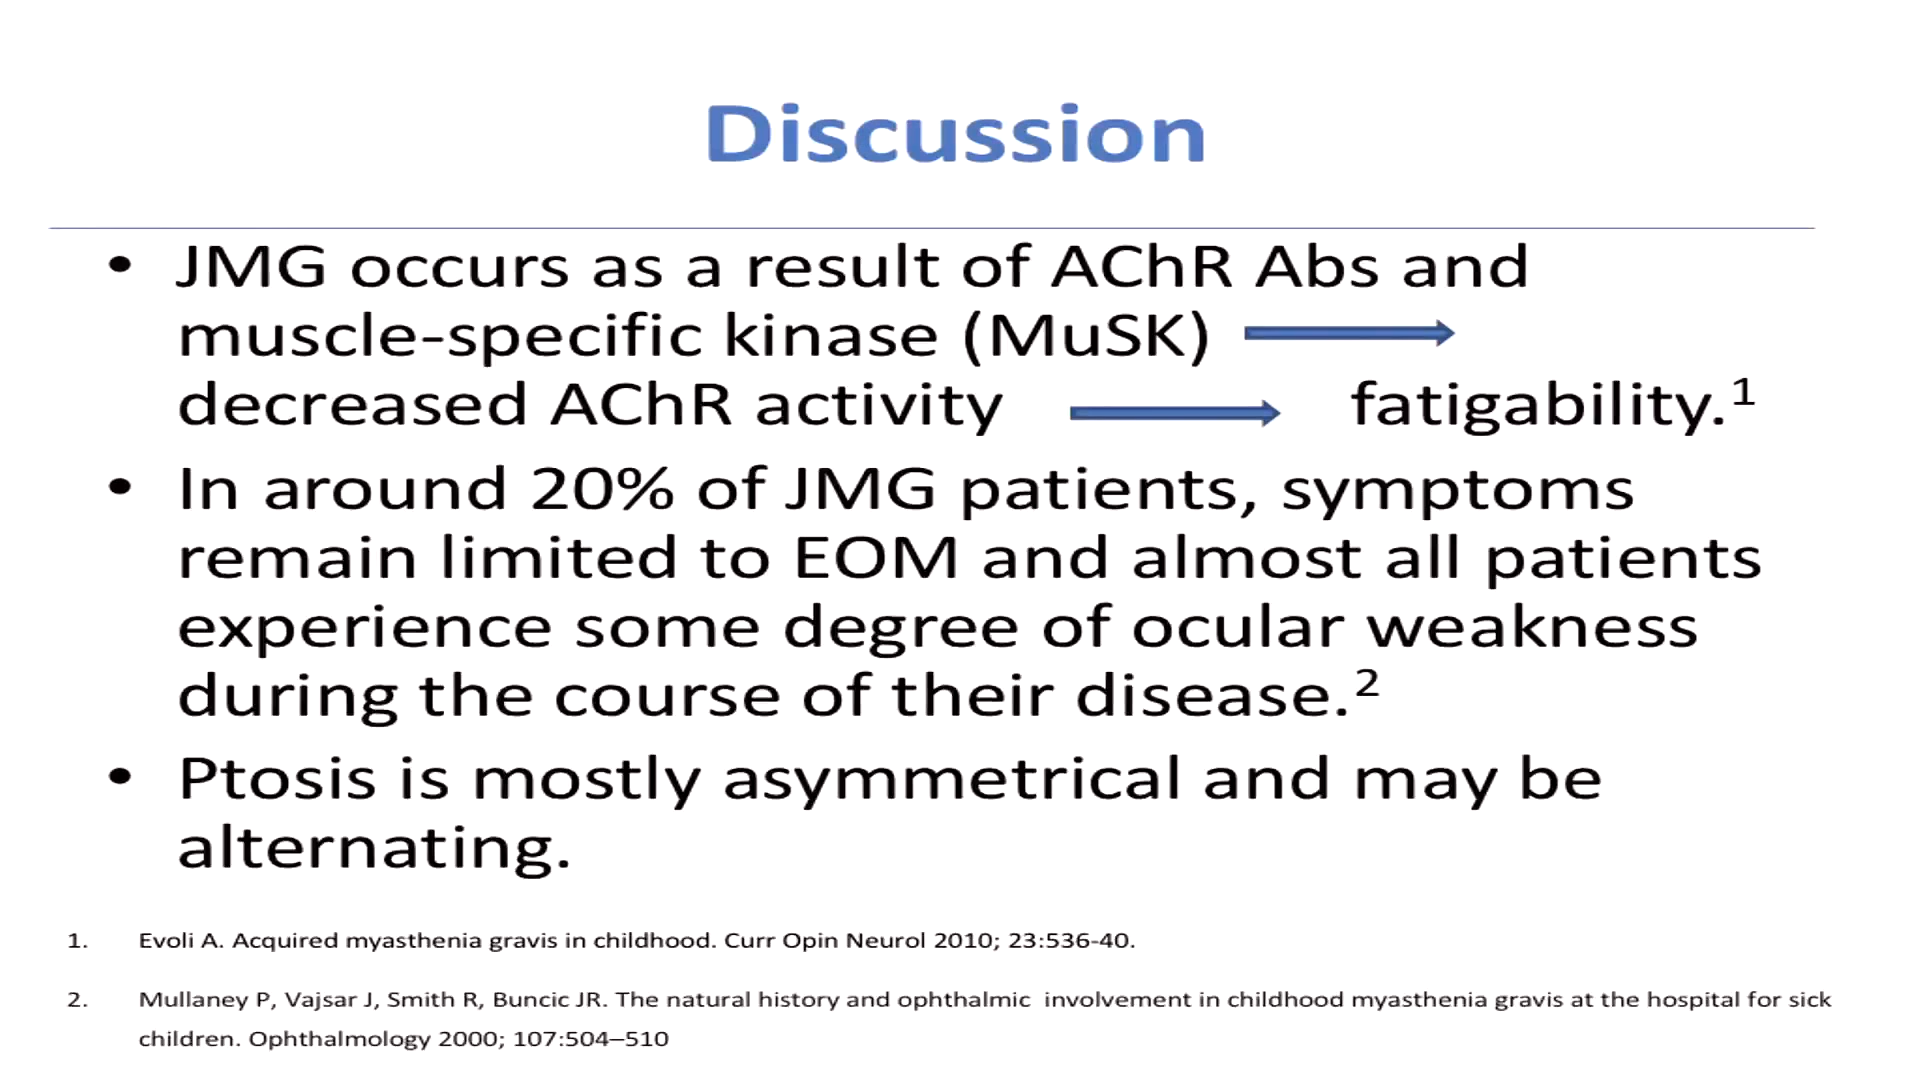 Discussion
• JMG occurs as a result of AChR Abs and
muscle-specific kinase (MuSK)
decreased AChR activity fatigability.1
• In around 20% of JMG patients, symptoms
remain limited to EOM and almost all patients
experience some degree of ocular weakness
during the course of their disease.2
• Ptosis is mostly asymmetrical and may be
alternating.
1. Evoli A. Acquired myasthenia gravis in childhood. Curr Opin Neurol 2010; 23:536-40.
2. Mullaney P, Vajsar J, Smith R, Buncic JR. The natural history and ophthalmic involvement in childhood myasthenia gravis at the hospital for sick
children. Ophthalmology 2000; 107:504–510